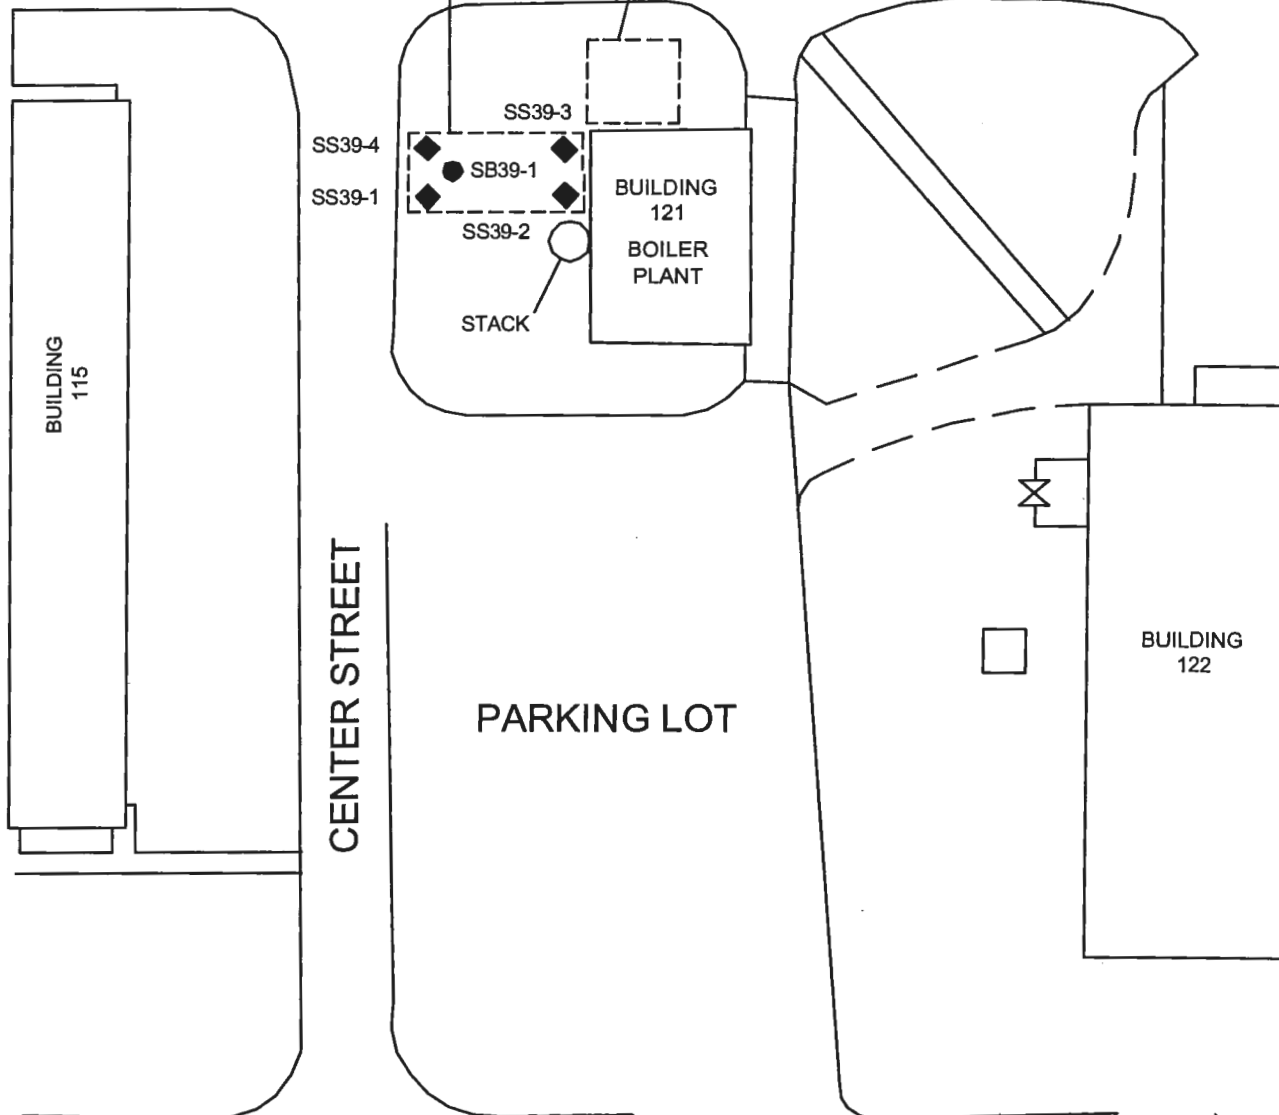 SS39-3
SS39-4
SB39-1
SS39-1
SS39-2
BUILDING
121
BOILER
PLANT
STACK
BUILDING
115
CENTER STREET
PARKING LOT
BUILDING
122